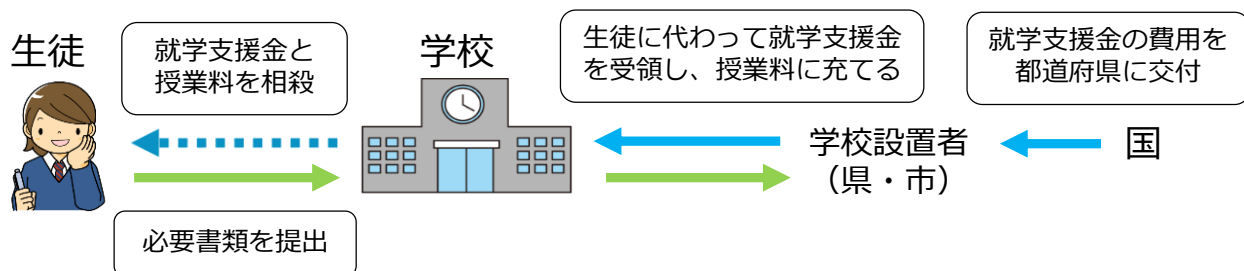 生徒
就学支援金と
授業料を相殺
学校
生徒に代わって就学支援金
を受領し、授業料に充てる
就学支援金の費用を
都道府県に交付
学校設置者
（県・市）
国
必要書類を提出